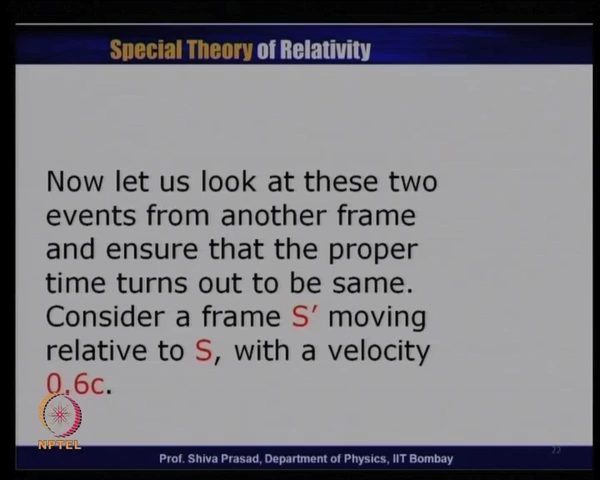 Special Theory of Relativity
Now let us look at these two
events from another frame
and ensure that the proper
time turns out to be same.
Consider a frame S′ moving
relative to S, with a velocity
0.6c.
NPTEL
Prof. Shiva Prasad, Department of Physics, IIT Bombay